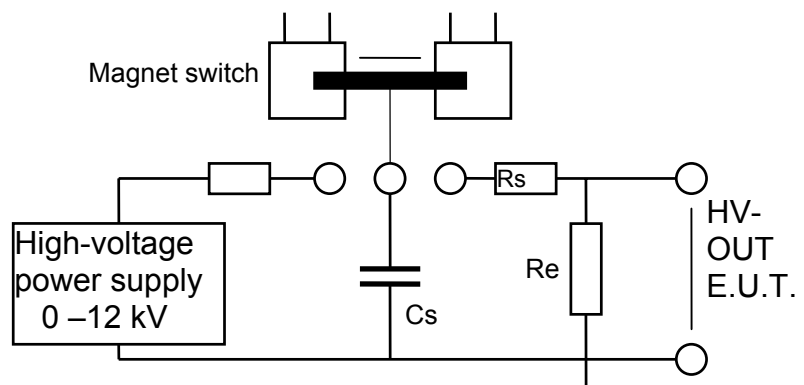 Magnet switch
Rs
High-voltage
power supply
0 –12 kV
Cs
Re
HV-
OUT
E.U.T.